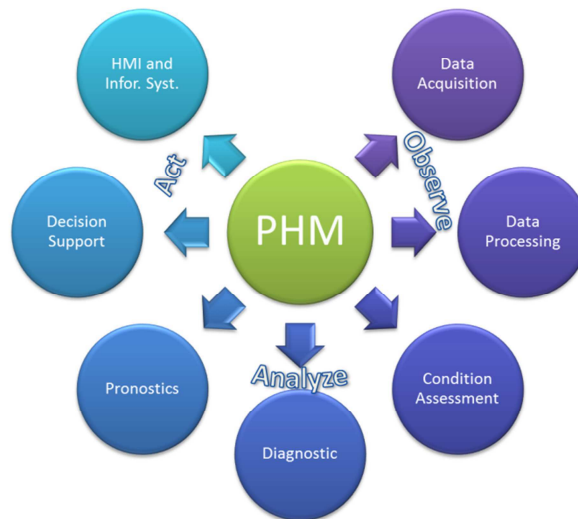 HMI and
Infor. Syst.
Data
Acquisition
Act
Observe
Decision
Support
PHM
Data
Processing
Pronostics
Analyze
Condition
Assessment
Diagnostic